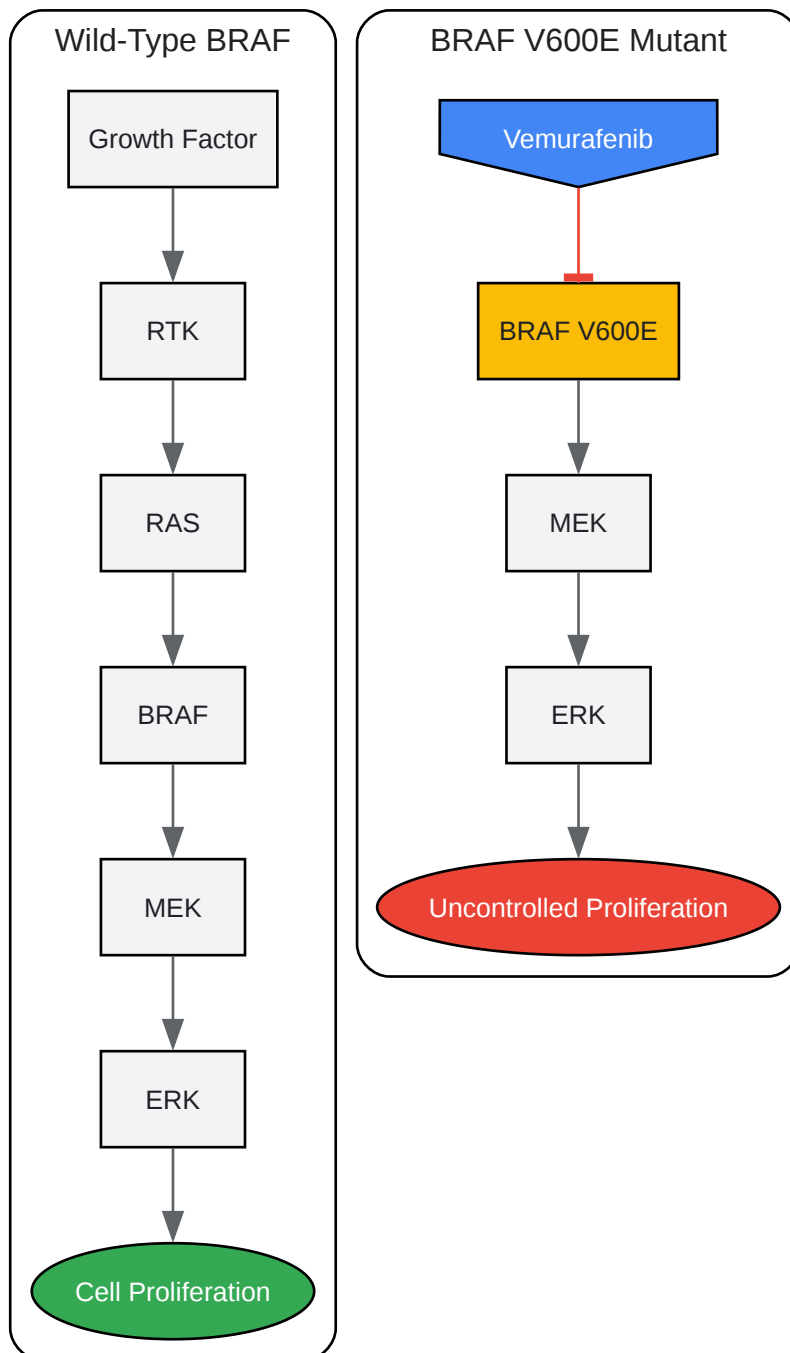 Wild-Type BRAF
Growth Factor
RTK
RAS
BRAF
MEK
ERK
Cell Proliferation
BRAF V600E Mutant
Vemurafenib
BRAF V600E
MEK
ERK
Uncontrolled Proliferation